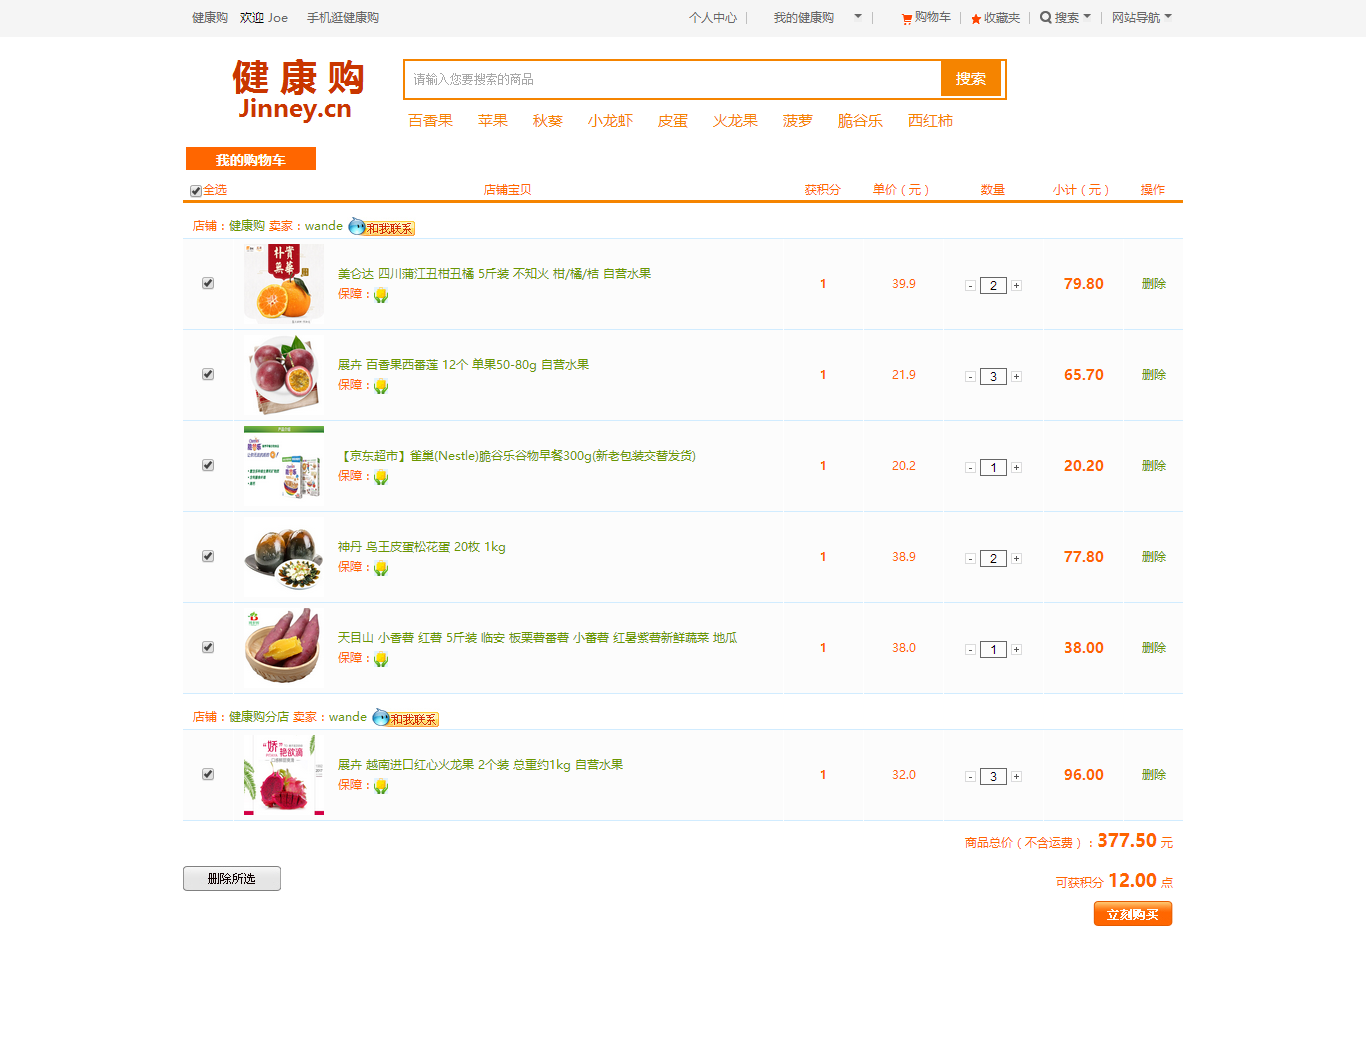 健康购 欢迎 Joe 手机逛健康购 个人中心 我的健康购 购物车 收藏夹 搜索 网站导航
健康购
Jinney.cn
请输入您要搜索的商品 搜索
百香果 苹果 秋葵 小龙虾 皮蛋 火龙果 菠萝 脆谷乐 西红柿
我的购物车
全选 店铺宝贝 获积分 单价（元） 数量 小计（元） 操作
店铺：健康购 卖家：wande 和我联系
美仑达 四川蒲江丑柑丑橘 5斤装 不知火 柑/橘/桔 自营水果
保障： 1 39.9 - 2 + 79.80 删除
展卉 百香果西番莲 12个 单果50-80g 自营水果
保障： 1 21.9 - 3 + 65.70 删除
【京东超市】雀巢(Nestle)脆谷乐谷物早餐300g(新老包装交替发货)
保障： 1 20.2 - 1 + 20.20 删除
神丹 鸟王皮蛋松花蛋 20枚 1kg
保障： 1 38.9 - 2 + 77.80 删除
天目山 小香薯 红薯 5斤装 临安 板栗薯番薯 小蕃薯 红暑紫薯新鲜蔬菜 地瓜
保障： 1 38.0 - 1 + 38.00 删除
店铺：健康购分店 卖家：wande 和我联系
“娇”艳欲滴
展卉 越南进口红心火龙果 2个装 总重约1kg 自营水果
保障： 1 32.0 - 3 + 96.00 删除
商品总价（不含运费）：377.50 元
删除所选 可获积分 12.00 点
立刻购买